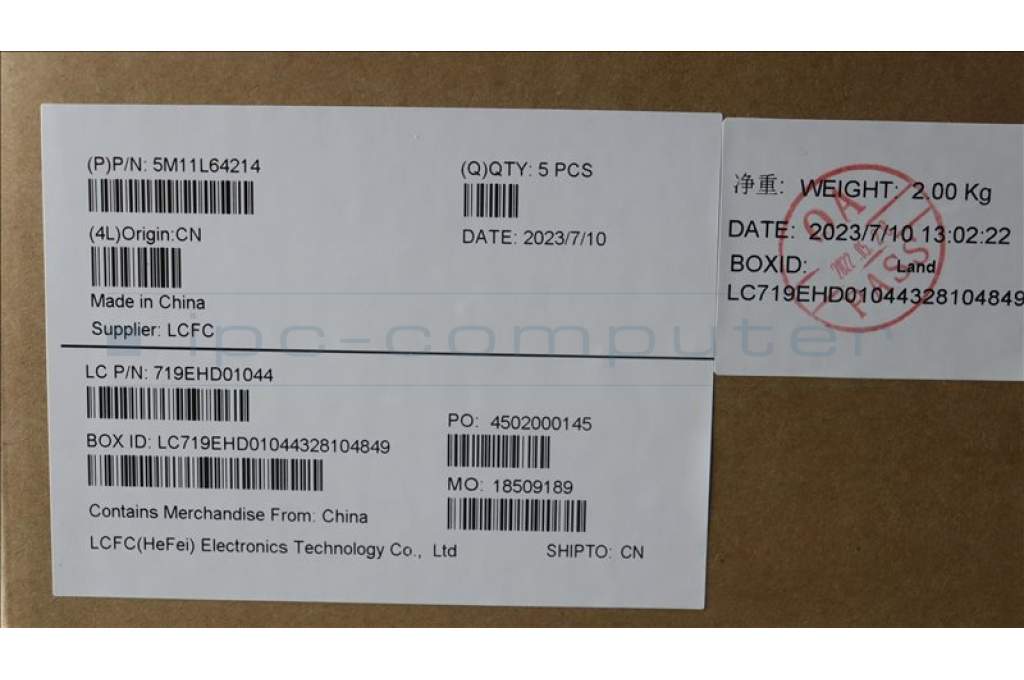 (P)P/N: 5M11L64214
(Q)QTY: 5 PCS
(4L)Origin:CN
DATE: 2023/7/10
Made in China
Supplier: LCFC
LC P/N: 719EHD01044
PO: 4502000145
BOX ID: LC719EHD01044328104849
MO: 18509189
Contains Merchandise From: China
LCFC(HeFei) Electronics Technology Co., Ltd
SHIPTO: CN
净重: WEIGHT: 2.00 Kg
DATE: 2023/7/10 13:02:22
BOXID: Land
LC719EHD01044328104849
QA
PASS
ipc-computer